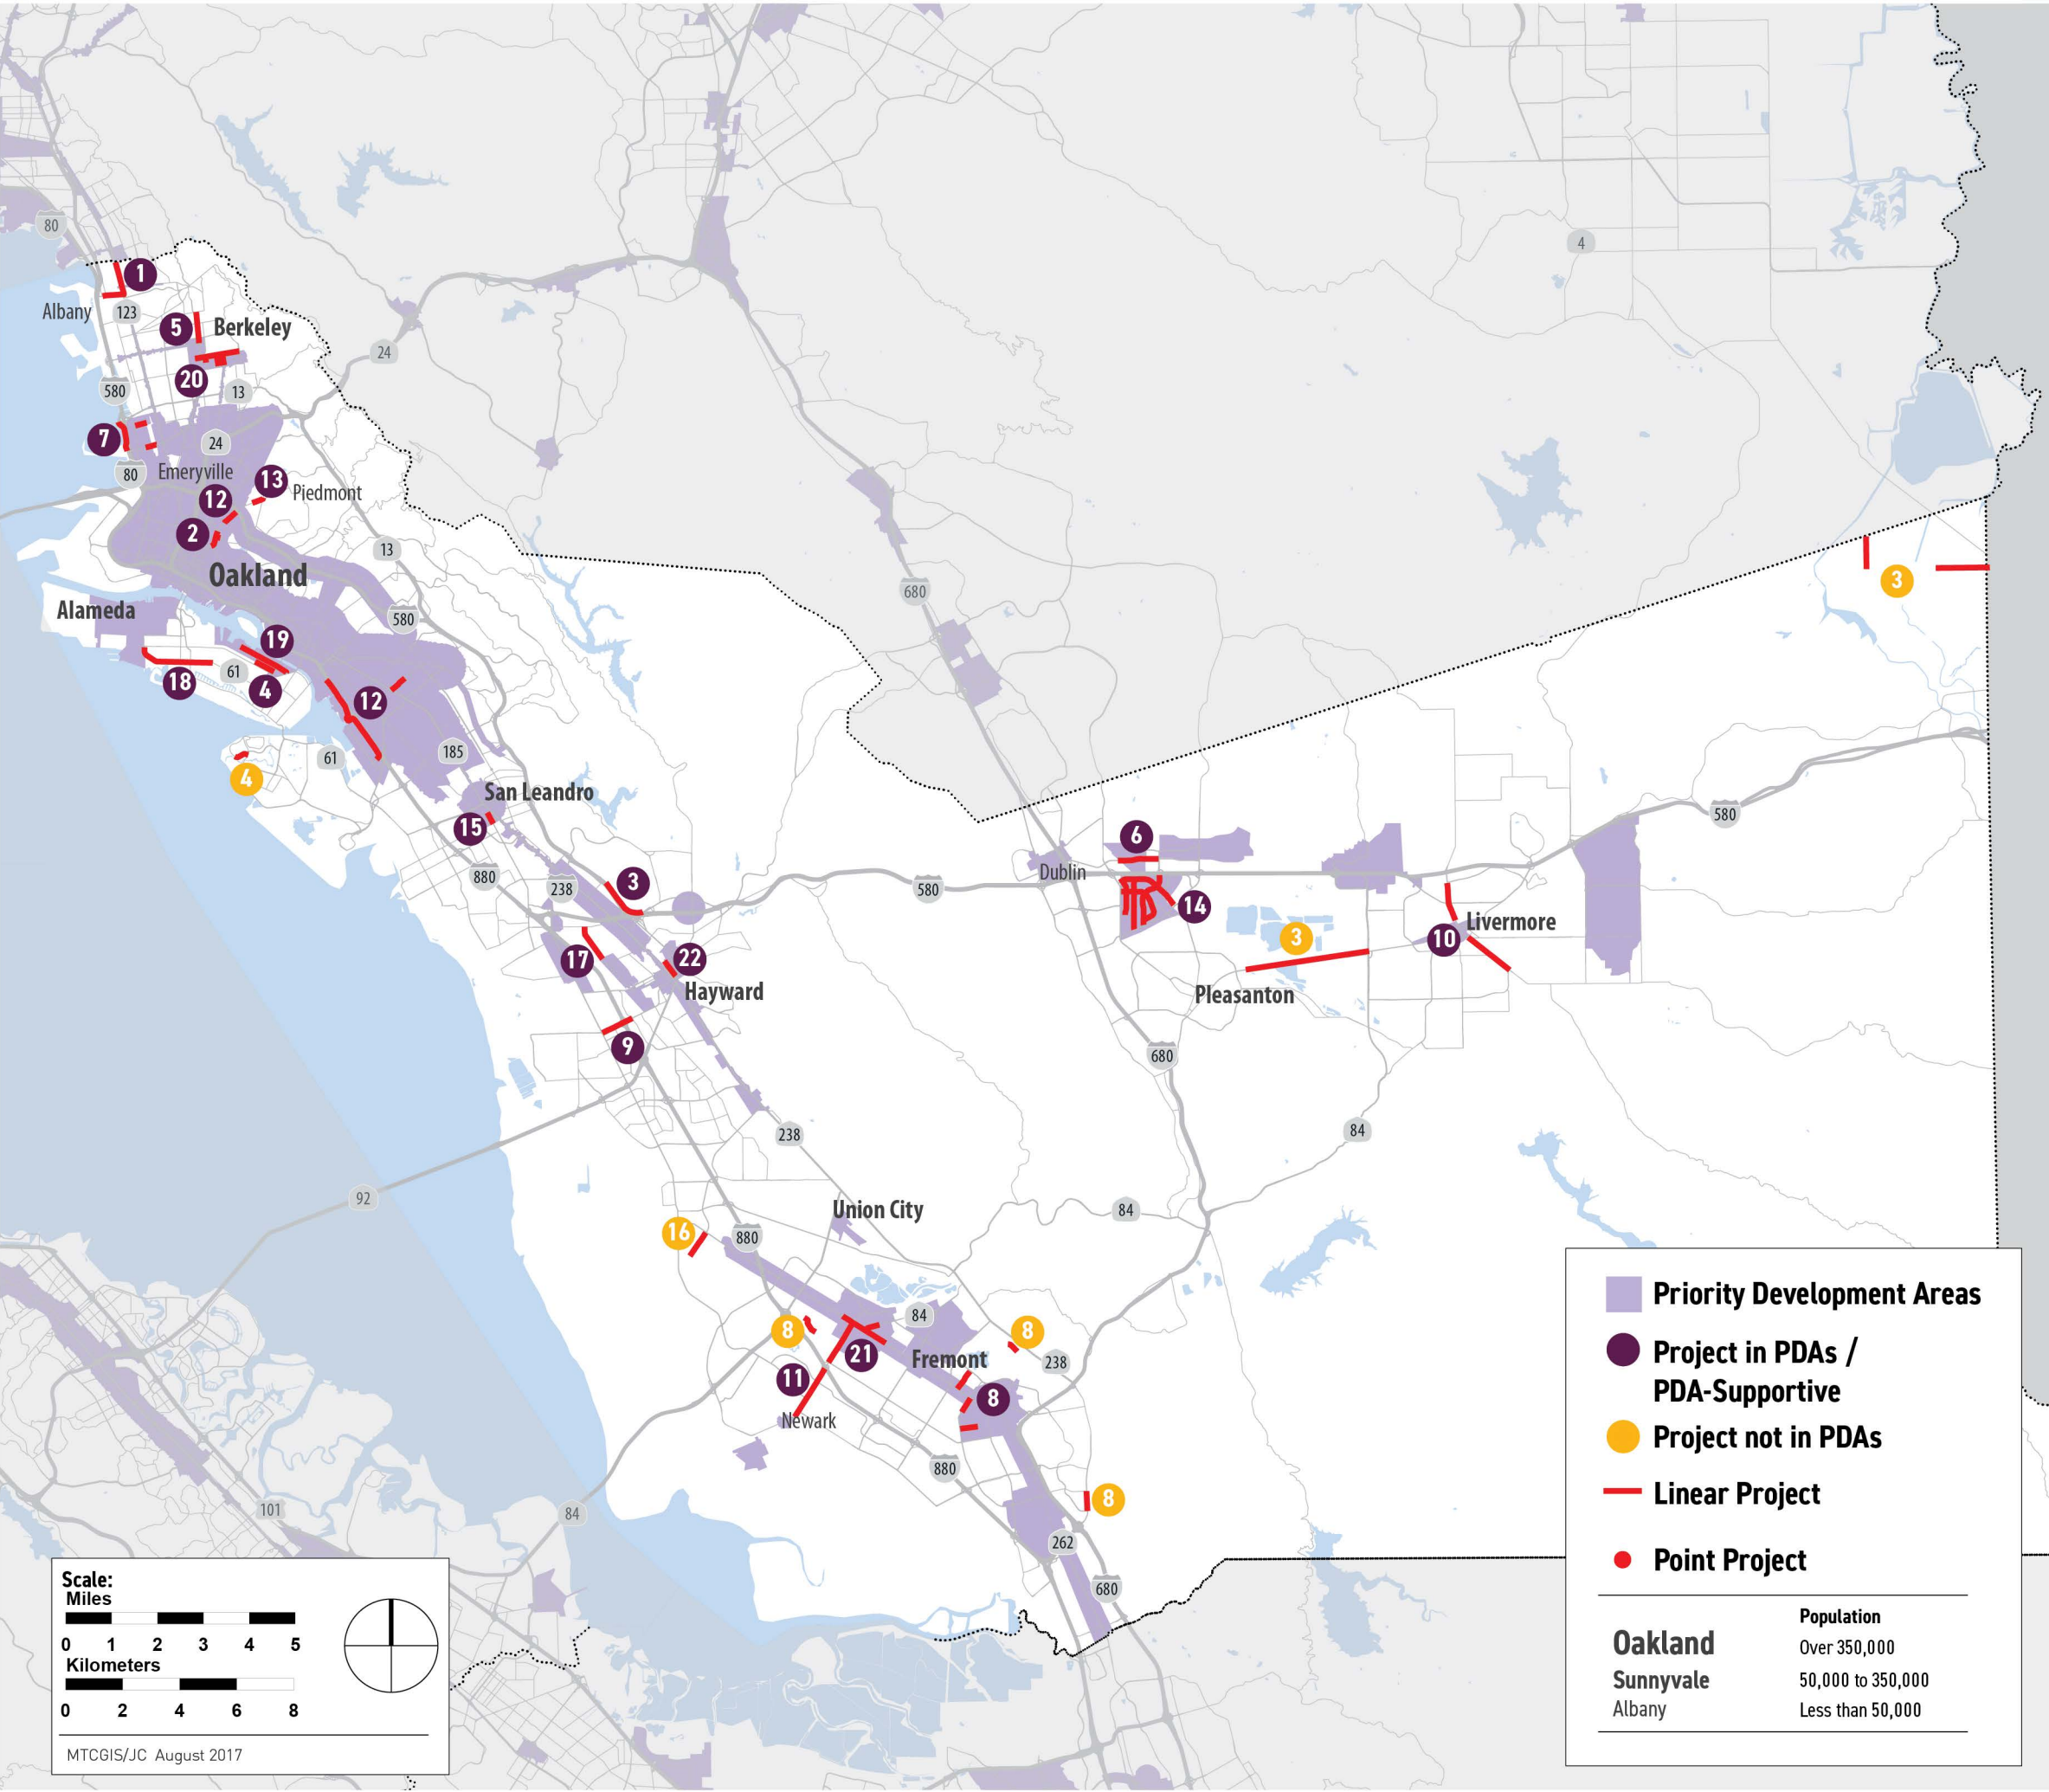 80
4
1
Albany
123
5
Berkeley
24
20
580
13
7
24
80
Emeryville
13
Piedmont
12
2
13
Oakland
3
680
Alameda
580
19
61
18
4
12
61
185
4
San Leandro
15
580
6
Dublin
880
238
3
580
14
Livermore
3
10
17
22
Hayward
Pleasanton
9
680
238
84
92
Union City
84
16
880
84
8
8
21
Fremont
238
11
8
Newark
880
8
101
84
262
680
Priority Development Areas
Project in PDAs /
PDA-Supportive
Project not in PDAs
Linear Project
Point Project
Population
Oakland Over 350,000
Sunnyvale 50,000 to 350,000
Albany Less than 50,000
Scale:
Miles
0 1 2 3 4 5
Kilometers
0 2 4 6 8
MTCGIS/JC August 2017